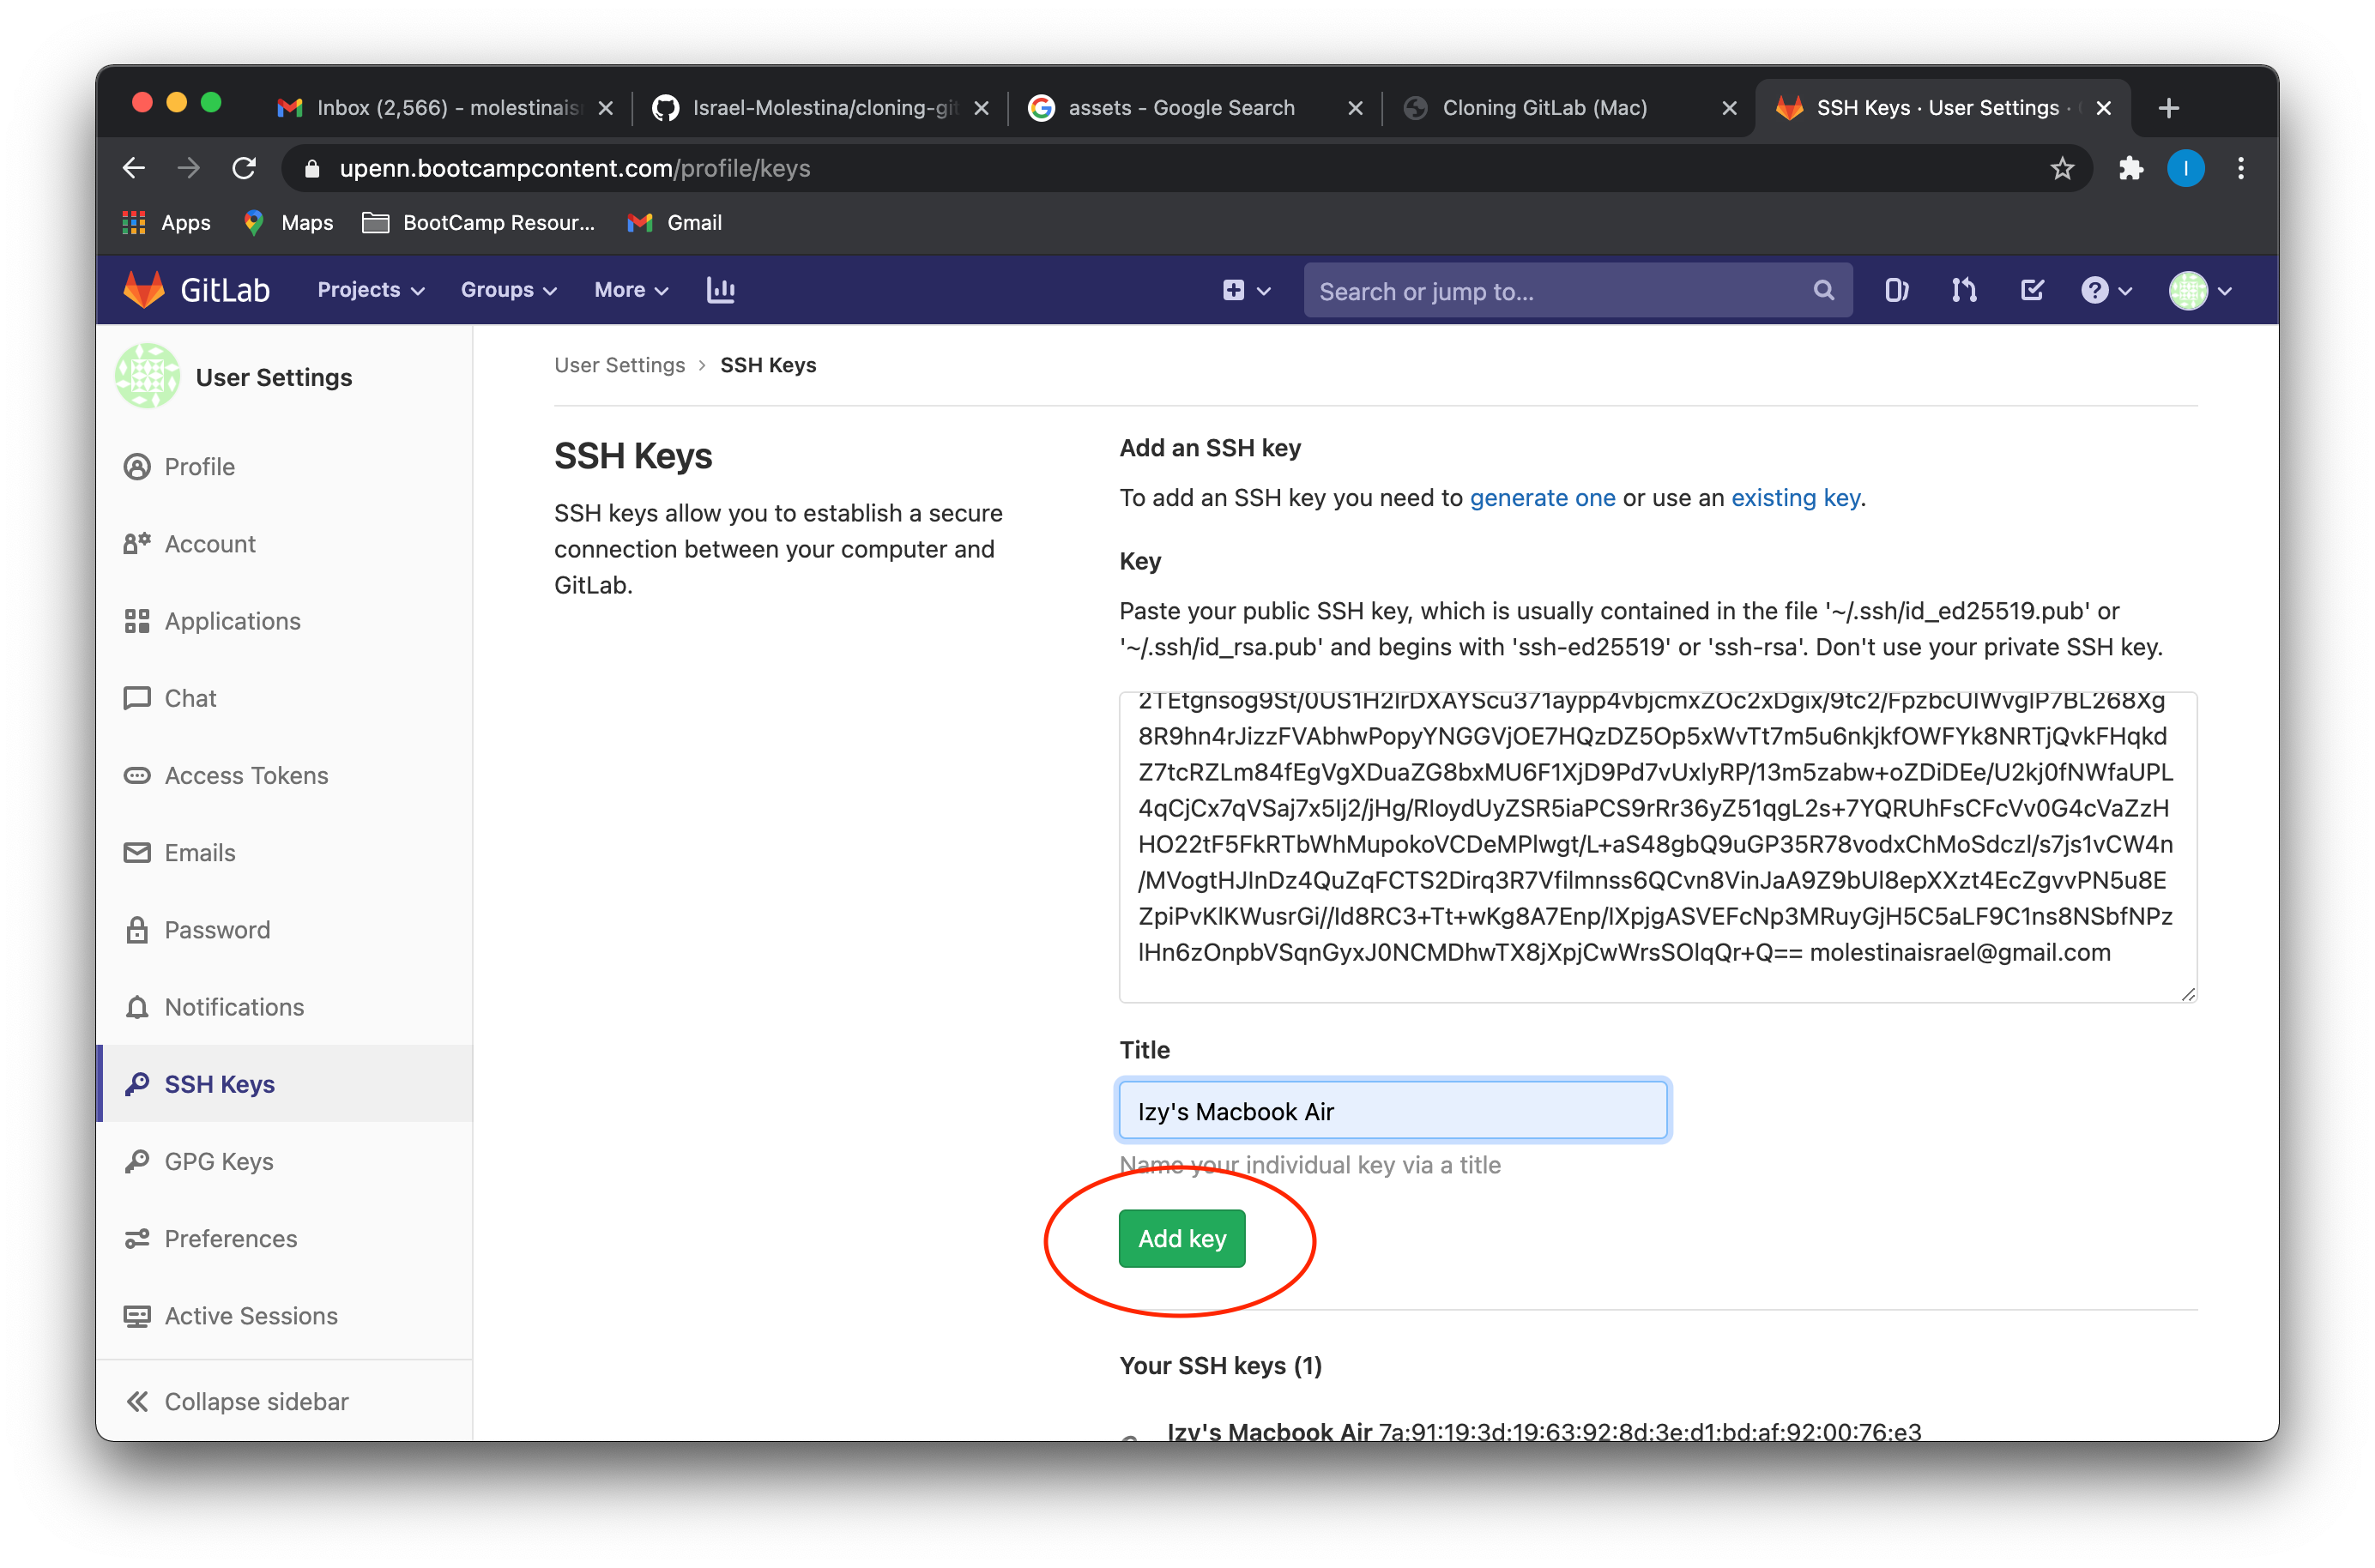 Inbox (2,566) - molestinais
Israel-Molestina/cloning-git
assets - Google Search
Cloning GitLab (Mac)
SSH Keys · User Settings ·
upenn.bootcampcontent.com/profile/keys
I
Apps
Maps
BootCamp Resour...
Gmail
GitLab
Projects
Groups
More
Search or jump to...
User Settings
Profile
Account
Applications
Chat
Access Tokens
Emails
Password
Notifications
SSH Keys
GPG Keys
Preferences
Active Sessions
Collapse sidebar
User Settings > SSH Keys
SSH Keys
SSH keys allow you to establish a secure
connection between your computer and
GitLab.
Add an SSH key
To add an SSH key you need to generate one or use an existing key.
Key
Paste your public SSH key, which is usually contained in the file '~/.ssh/id_ed25519.pub' or
'~/.ssh/id_rsa.pub' and begins with 'ssh-ed25519' or 'ssh-rsa'. Don't use your private SSH key.
2TEtgnsog9St/0US1H2lrDXAYScu371aypp4vbjcmxZOc2xDgix/9tc2/FpzbcUIWvglP7BL268Xg
8R9hn4rJizzFVAbhwPopyYNGGVjOE7HQzDZ5Op5xWvTt7m5u6nkjkfOWFYk8NRTjQvkFHqkd
Z7tcRZLm84fEgVgXDuaZG8bxMU6F1XjD9Pd7vUxlyRP/13m5zabw+oZDiDEe/U2kj0fNWfaUPL
4qCjCx7qVSaj7x5lj2/jHg/RloydUyZSR5iaPCS9rRr36yZ51qgL2s+7YQRUhFsCFcVv0G4cVaZzH
HO22tF5FkRTbWhMupokoVCDeMPlwgt/L+aS48gbQ9uGP35R78vodxChMoSdczl/s7js1vCW4n
/MVogtHJlnDz4QuZqFCTS2Dirq3R7Vfilmnss6QCvn8VinJaA9Z9bUl8epXXzt4EcZgvvPN5u8E
ZpiPvKlKWusrGi//ld8RC3+Tt+wKg8A7Enp/lXpjgASVEFcNp3MRuyGjH5C5aLF9C1ns8NSbfNPz
lHn6zOnpbVSqnGyxJ0NCMDhwTX8jXpjCwWrsSOlqQr+Q== molestinaisrael@gmail.com
Title
Izy's Macbook Air
Name your individual key via a title
Add key
Your SSH keys (1)
Izy's Macbook Air 7a:91:19:3d:19:63:92:8d:3e:d1:bd:af:92:00:76:e3